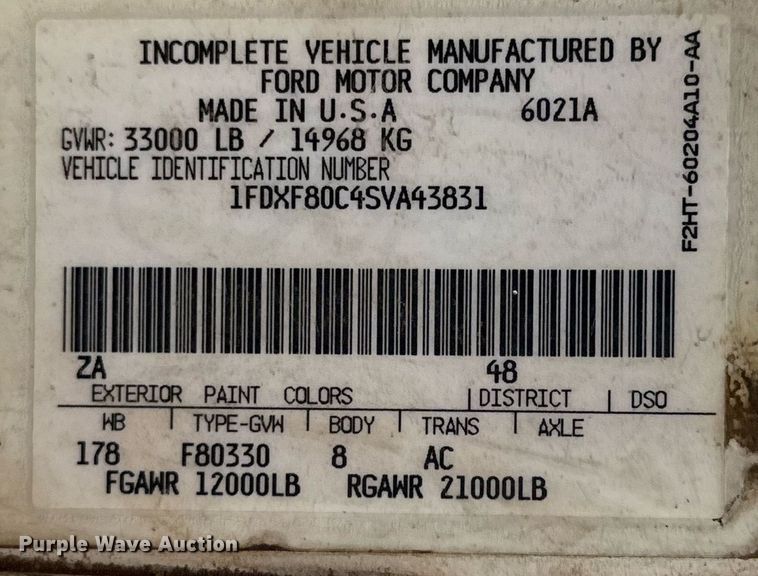 INCOMPLETE VEHICLE MANUFACTURED BY
FORD MOTOR COMPANY
MADE IN U.S.A 6021A
GVWR: 33000 LB / 14968 KG
VEHICLE IDENTIFICATION NUMBER
1FDXF80C4SVA43831
F2HT-60204A10-AA
ZA 48
EXTERIOR PAINT COLORS | DISTRICT | DSO
WB | TYPE-GVW | BODY | TRANS | AXLE
178 F80330 8 AC
FGAWR 12000LB RGAWR 21000LB
Purple Wave Auction